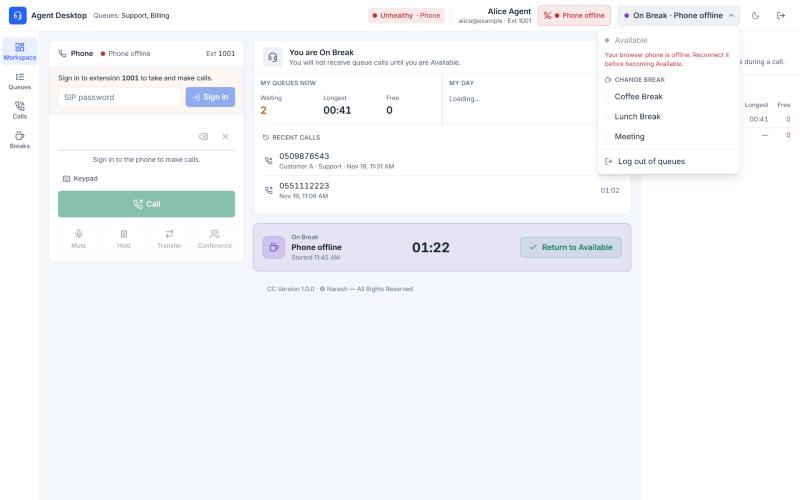 Agent Desktop Queues: Support, Billing
Unhealthy · Phone
Alice Agent
alice@example · Ext 1001
Phone offline
On Break · Phone offline
Workspace
Queues
Calls
Breaks
Phone Phone offline Ext 1001
Sign in to extension 1001 to take and make calls.
SIP password
Sign in
Sign in to the phone to make calls.
Keypad
Call
Mute Hold Transfer Conference
You are On Break
You will not receive queue calls until you are Available.
MY QUEUES NOW
Waiting Longest Free
2 00:41 0
MY DAY
Loading...
RECENT CALLS
0509876543
Customer A · Support · Nov 19, 11:31 AM
0551112223
Nov 19, 11:06 AM
01:02
On Break
Phone offline
Started 11:45 AM
01:22
Return to Available
CC Version 1.0.0 · © Naresh — All Rights Reserved
Available
Your browser phone is offline. Reconnect it
before becoming Available.
CHANGE BREAK
Coffee Break
Lunch Break
Meeting
Log out of queues
during a call.
Longest Free
00:41 0
— 0